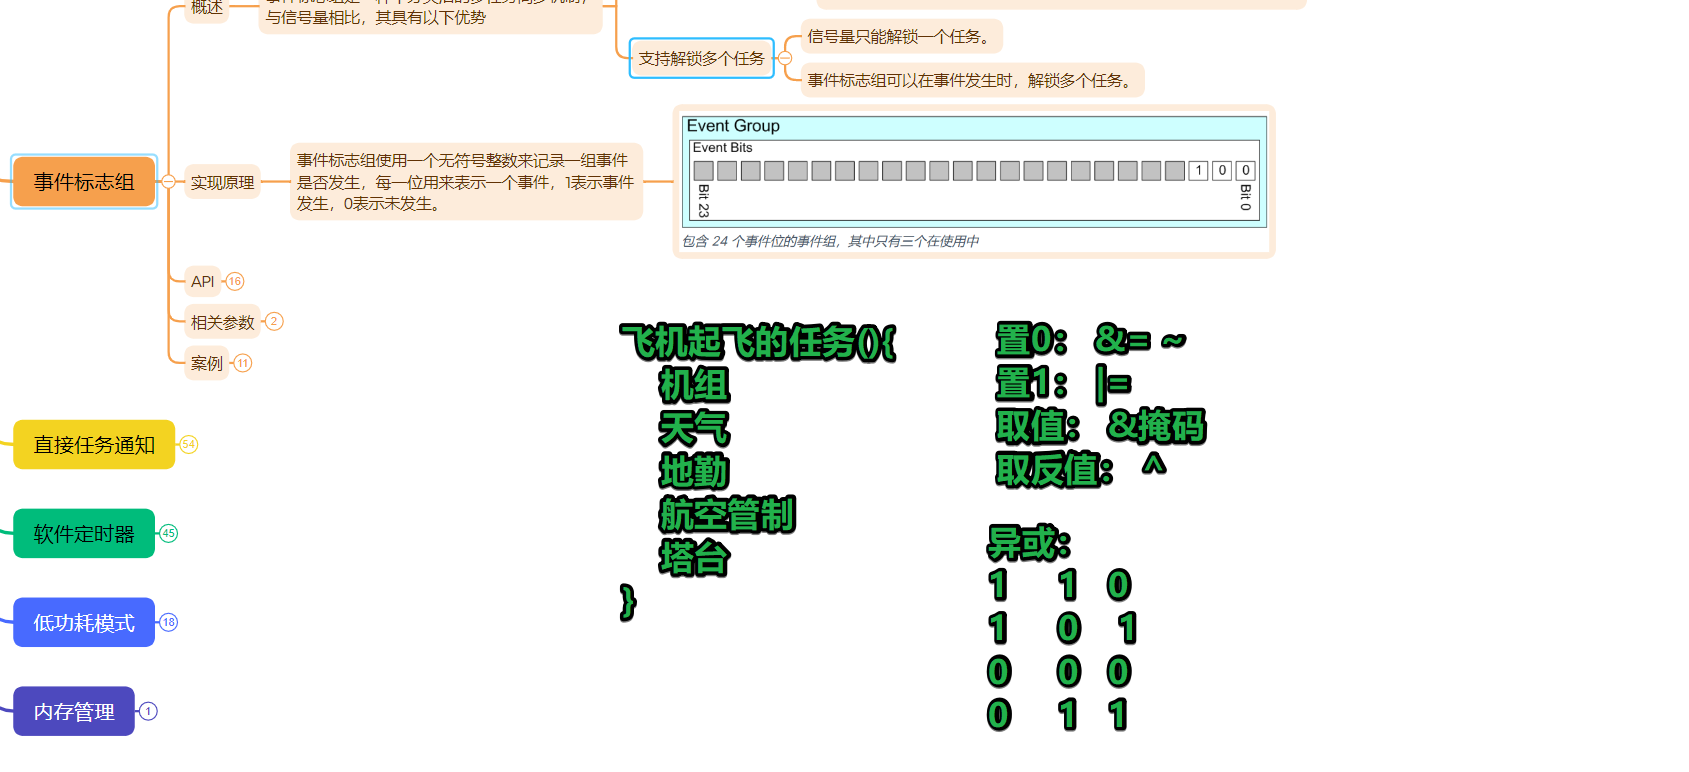 概述
与信号量相比，其具有以下优势
支持解锁多个任务
信号量只能解锁一个任务。
事件标志组可以在事件发生时，解锁多个任务。
事件标志组
实现原理
事件标志组使用一个无符号整数来记录一组事件
是否发生，每一位用来表示一个事件，1表示事件
发生，0表示未发生。
Event Group
Event Bits
1 0 0
Bit 23
Bit 0
包含 24 个事件位的事件组，其中只有三个在使用中
API 16
相关参数 2
案例 11
直接任务通知 54
软件定时器 45
低功耗模式 18
内存管理 1
飞机起飞的任务(){
机组
天气
地勤
航空管制
塔台
}
置0： &= ~
置1： |=
取值： &掩码
取反值： ^
异或：
1 1 0
1 0 1
0 0 0
0 1 1